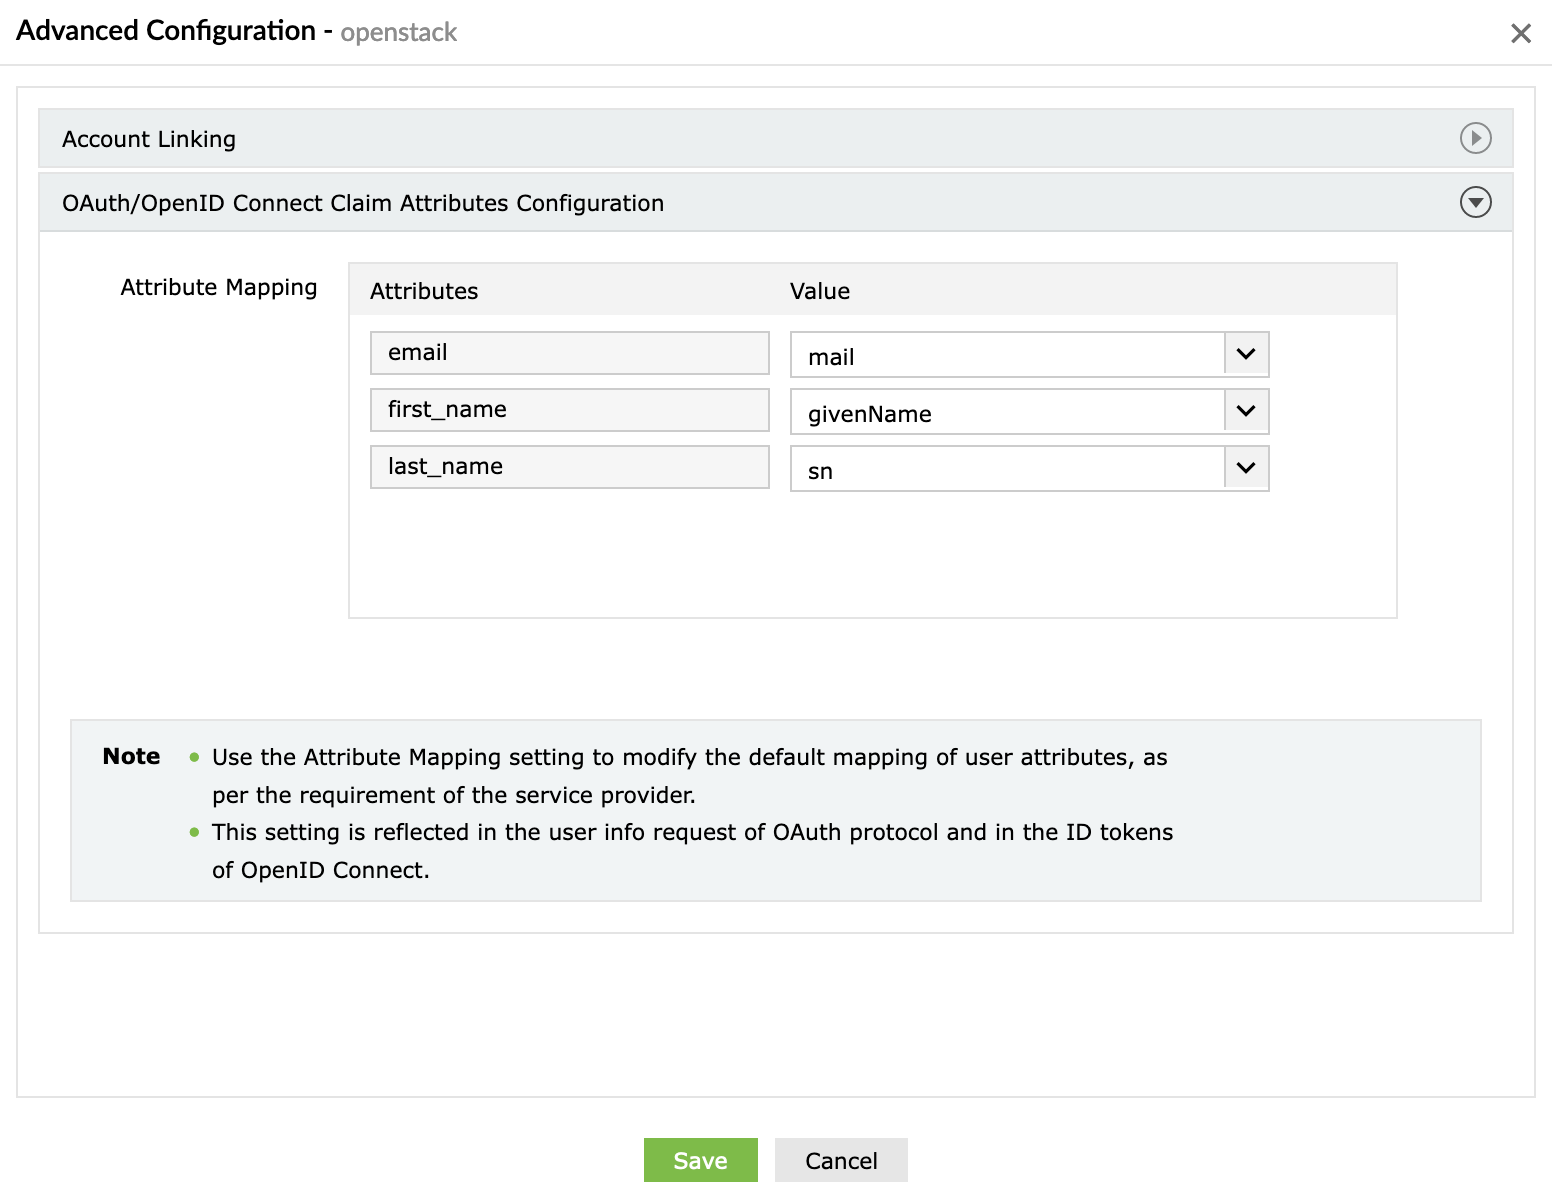 Advanced Configuration - openstack
Account Linking
OAuth/OpenID Connect Claim Attributes Configuration
Attribute Mapping
Attributes Value
email mail
first_name givenName
last_name sn
Note
Use the Attribute Mapping setting to modify the default mapping of user attributes, as
per the requirement of the service provider.
This setting is reflected in the user info request of OAuth protocol and in the ID tokens
of OpenID Connect.
Save Cancel